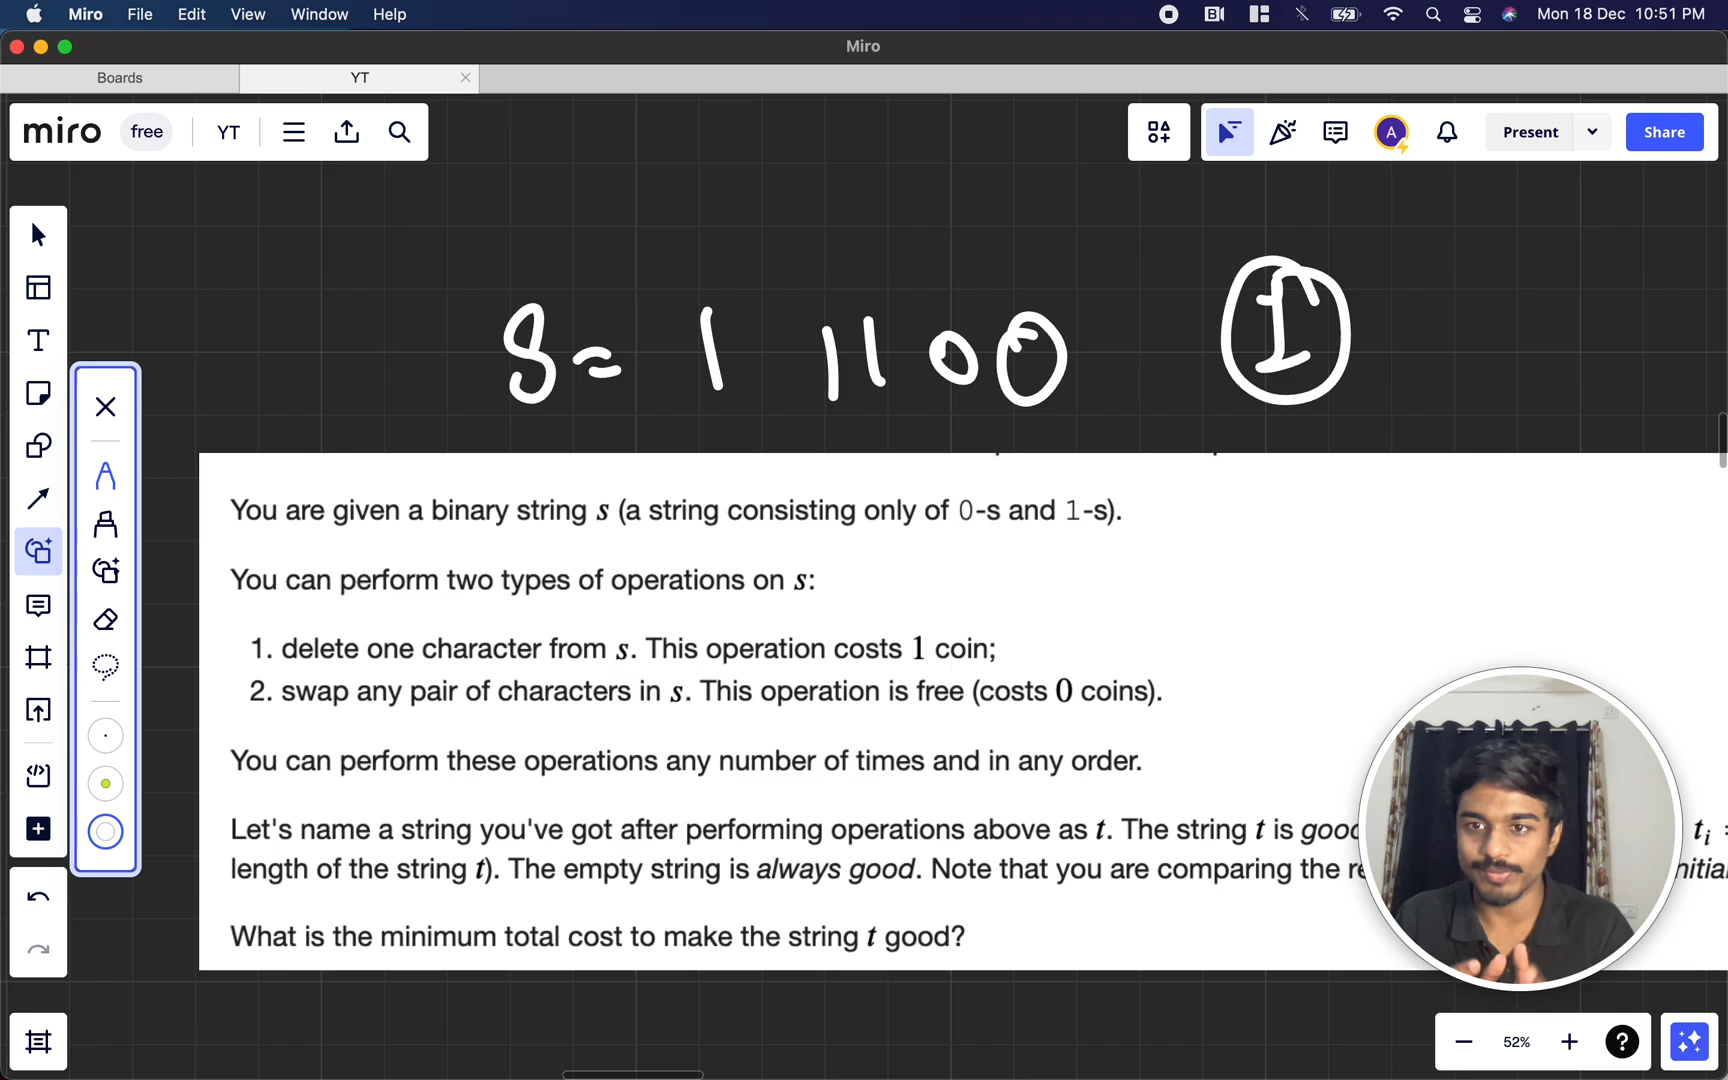 Miro File Edit View Window Help Mon 18 Dec 10:51 PM
Miro
Boards YT
miro free YT Present Share
A
S= 1 11 0 0 1
You are given a binary string s (a string consisting only of 0-s and 1-s).
You can perform two types of operations on s:
1. delete one character from s. This operation costs 1 coin;
2. swap any pair of characters in s. This operation is free (costs 0 coins).
You can perform these operations any number of times and in any order.
Let's name a string you've got after performing operations above as t. The string t is good t_i
length of the string t). The empty string is always good. Note that you are comparing the re
What is the minimum total cost to make the string t good?
52%